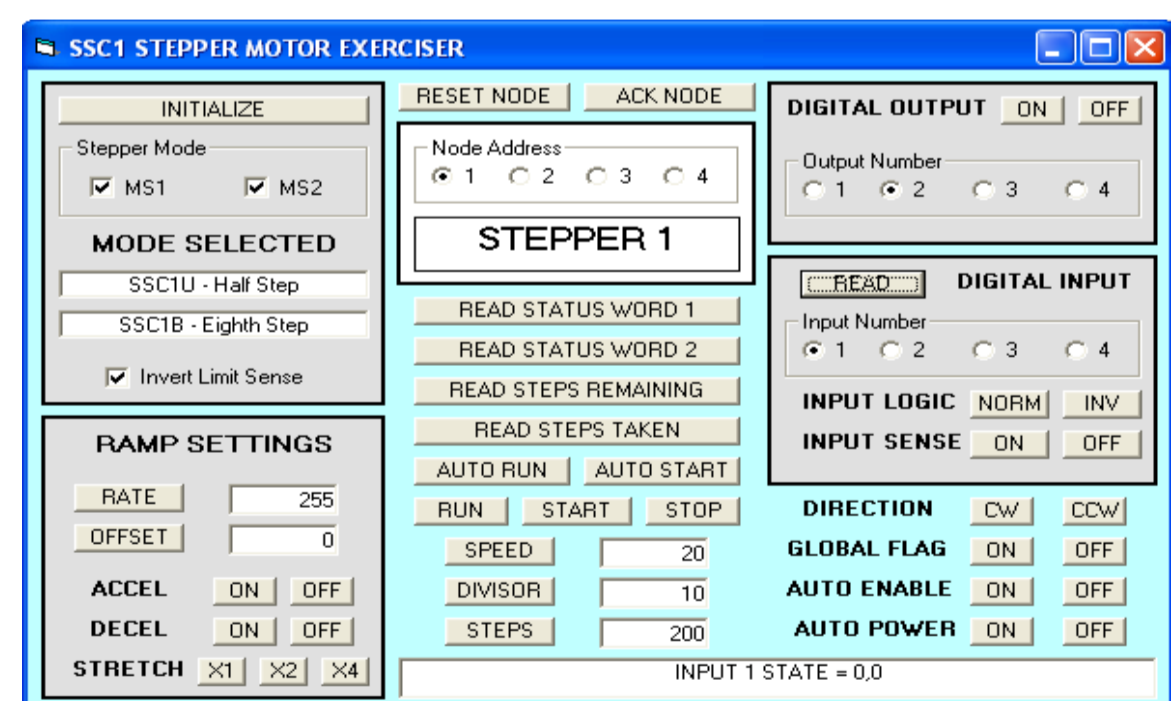 SSC1 STEPPER MOTOR EXERCISER
INITIALIZE
Stepper Mode
MS1 MS2
MODE SELECTED
SSC1U - Half Step
SSC1B - Eighth Step
Invert Limit Sense
RAMP SETTINGS
RATE 255
OFFSET 0
ACCEL ON OFF
DECEL ON OFF
STRETCH X1 X2 X4
RESET NODE ACK NODE
Node Address
1 2 3 4
STEPPER 1
READ STATUS WORD 1
READ STATUS WORD 2
READ STEPS REMAINING
READ STEPS TAKEN
AUTO RUN AUTO START
RUN START STOP
SPEED 20
DIVISOR 10
STEPS 200
DIGITAL OUTPUT ON OFF
Output Number
1 2 3 4
READ DIGITAL INPUT
Input Number
1 2 3 4
INPUT LOGIC NORM INV
INPUT SENSE ON OFF
DIRECTION CW CCW
GLOBAL FLAG ON OFF
AUTO ENABLE ON OFF
AUTO POWER ON OFF
INPUT 1 STATE = 0,0